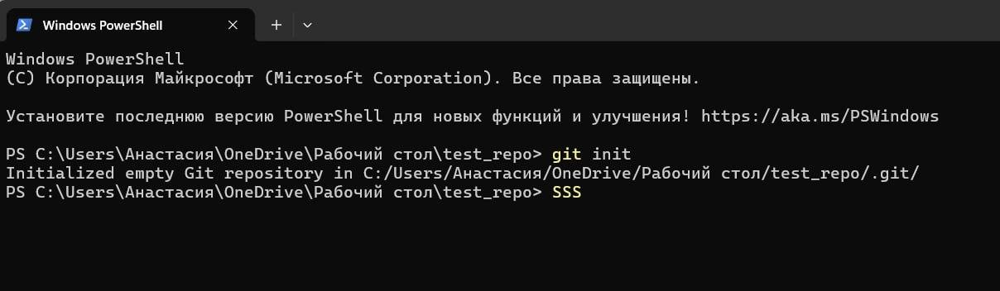 Windows PowerShell
Windows PowerShell
(C) Корпорация Майкрософт (Microsoft Corporation). Все права защищены.
Установите последнюю версию PowerShell для новых функций и улучшения! https://aka.ms/PSWindows
PS C:\Users\Анастасия\OneDrive\Рабочий стол\test_repo> git init
Initialized empty Git repository in C:/Users/Анастасия/OneDrive/Рабочий стол/test_repo/.git/
PS C:\Users\Анастасия\OneDrive\Рабочий стол\test_repo> SSS